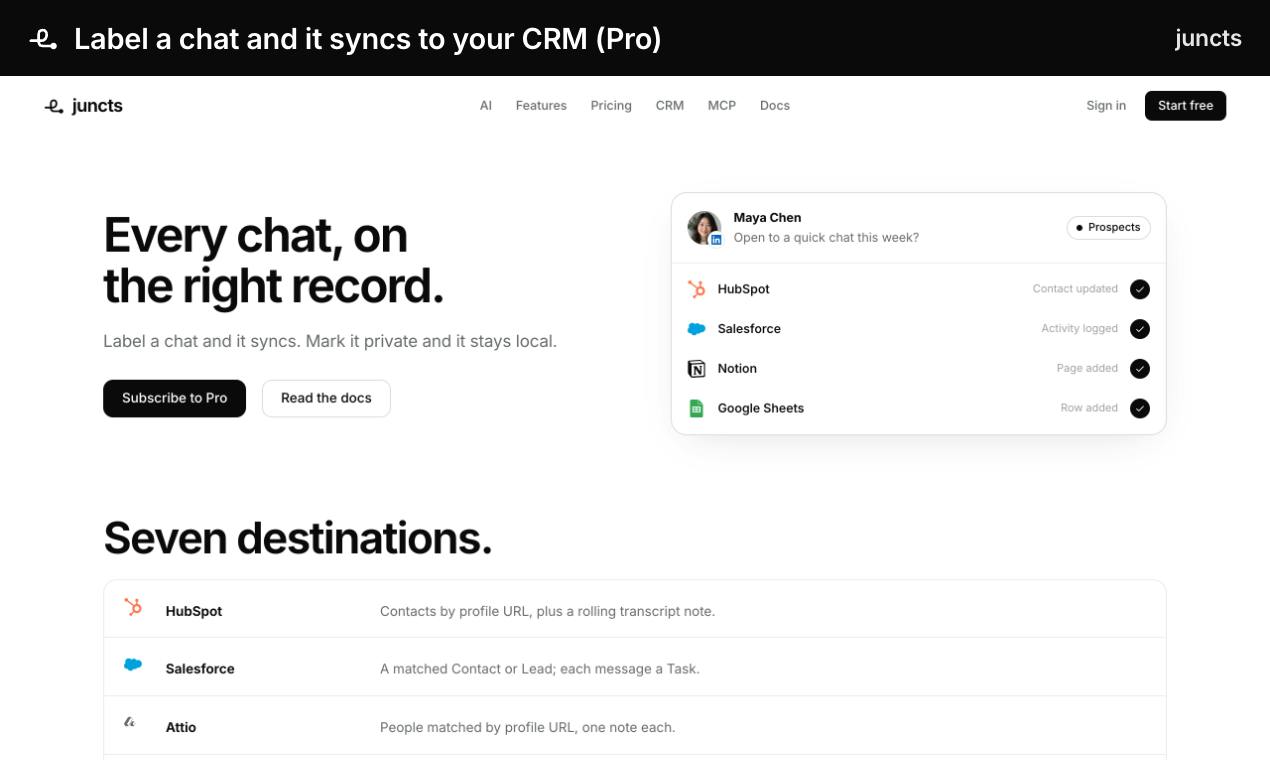 Label a chat and it syncs to your CRM (Pro)
juncts
juncts
AI
Features
Pricing
CRM
MCP
Docs
Sign in
Start free
Every chat, on
the right record.
Label a chat and it syncs. Mark it private and it stays local.
Subscribe to Pro
Read the docs
Maya Chen
Open to a quick chat this week?
Prospects
HubSpot
Contact updated
Salesforce
Activity logged
Notion
Page added
Google Sheets
Row added
Seven destinations.
HubSpot
Contacts by profile URL, plus a rolling transcript note.
Salesforce
A matched Contact or Lead; each message a Task.
Attio
People matched by profile URL, one note each.